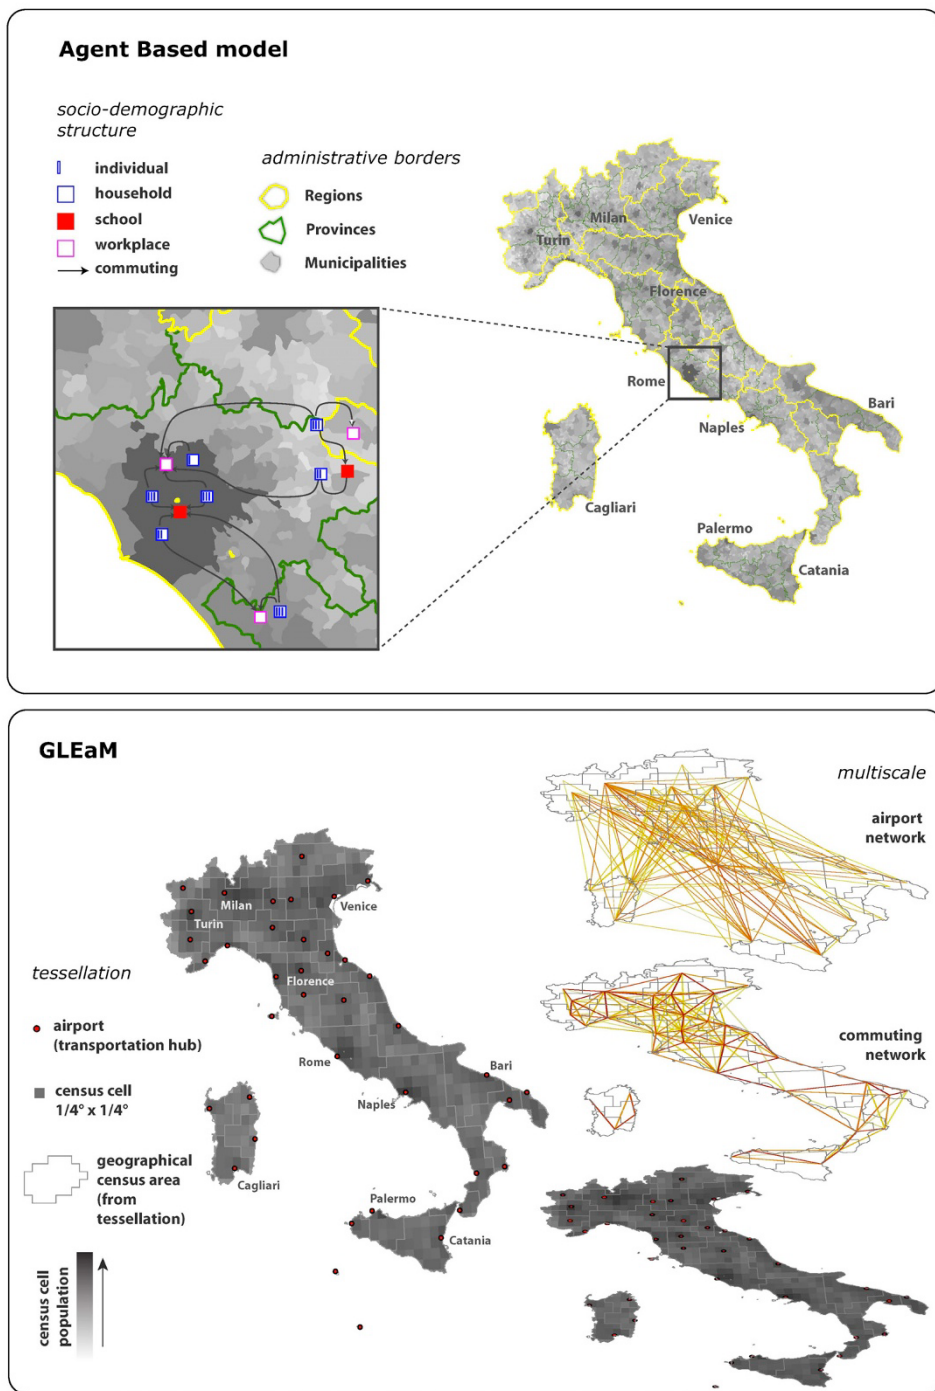 Agent Based model
socio-demographic
structure
individual
household
school
workplace
commuting
administrative borders
Regions
Provinces
Municipalities
Milan
Venice
Turin
Florence
Rome
Bari
Naples
Cagliari
Palermo
Catania
GLEaM
multiscale
airport
network
commuting
network
tessellation
airport
(transportation hub)
census cell
1/4° x 1/4°
geographical
census area
(from
tessellation)
census cell
population
Milan
Venice
Turin
Florence
Rome
Bari
Naples
Cagliari
Palermo
Catania